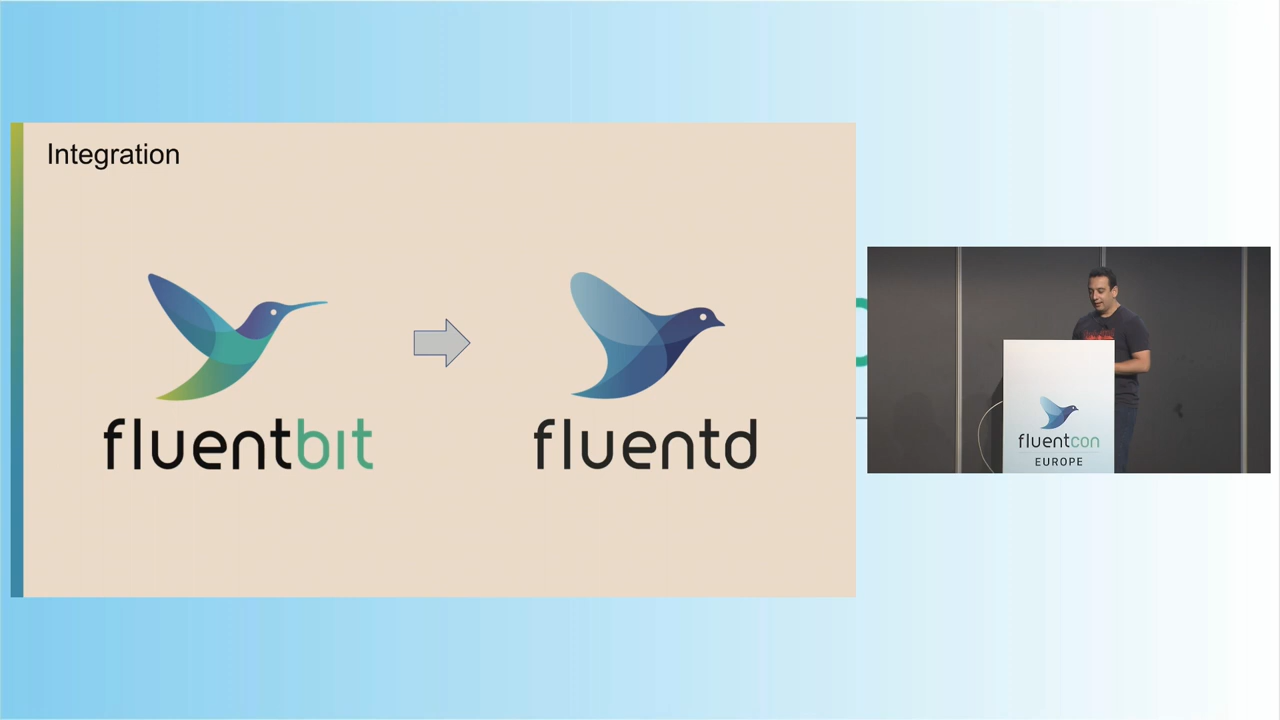 Integration
fluentbit
fluentd
fluentcon
EUROPE